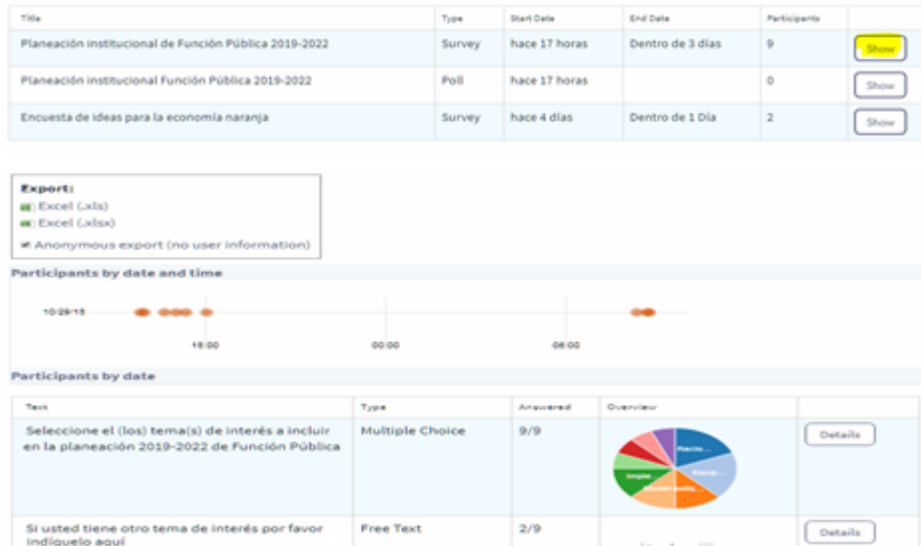 Title Type Start Date End Date Participants
Planeación institucional de Función Pública 2019-2022 Survey hace 17 horas Dentro de 3 días 9 Show
Planeación institucional Función Pública 2019-2022 Poll hace 17 horas 0 Show
Encuesta de ideas para la economía naranja Survey hace 4 días Dentro de 1 Día 2 Show
Export:
Excel (.xls)
Excel (.xlsx)
Anonymous export (no user information)
Participants by date and time
10/29/18
18:00 00:00 06:00
Participants by date
Text Type Answered Overview
Seleccione el (los) tema(s) de interés a incluir Multiple Choice 9/9 Details
en la planeación 2019-2022 de Función Pública
Si usted tiene otro tema de interés por favor Free Text 2/9 Details
indíquelo aquí